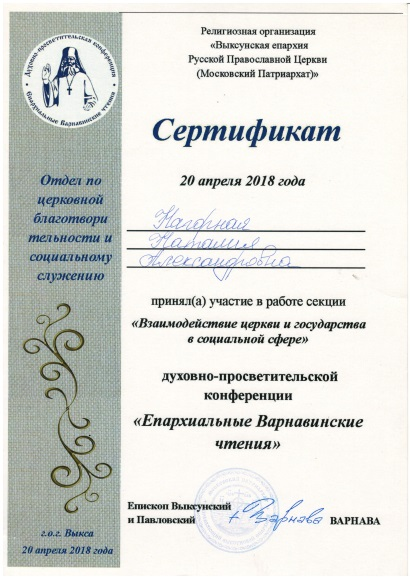 Духовно просветительская конференция
Епархиальные Варнавинские чтения
Религиозная организация
«Выксунская епархия
Русской Православной Церкви
(Московский Патриархат)»
Сертификат
20 апреля 2018 года
Отдел по
церковной
благотвори
тельности и
социальному
служению
Нагорная
Наталия
Александровна
принял(а) участие в работе секции
«Взаимодействие церкви и государства
в социальной сфере»
духовно-просветительской
конференции
«Епархиальные Варнавинские
чтения»
Епископ Выксунский
и Павловский
Варнава
ВАРНАВА
г.о.г. Выкса
20 апреля 2018 года